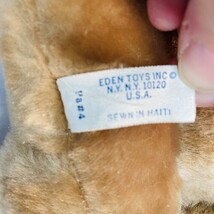 EDEN TOYS INC ©
N.Y. N.Y. 10120
U.S.A.
SEWN IN HAITI
Pa#4